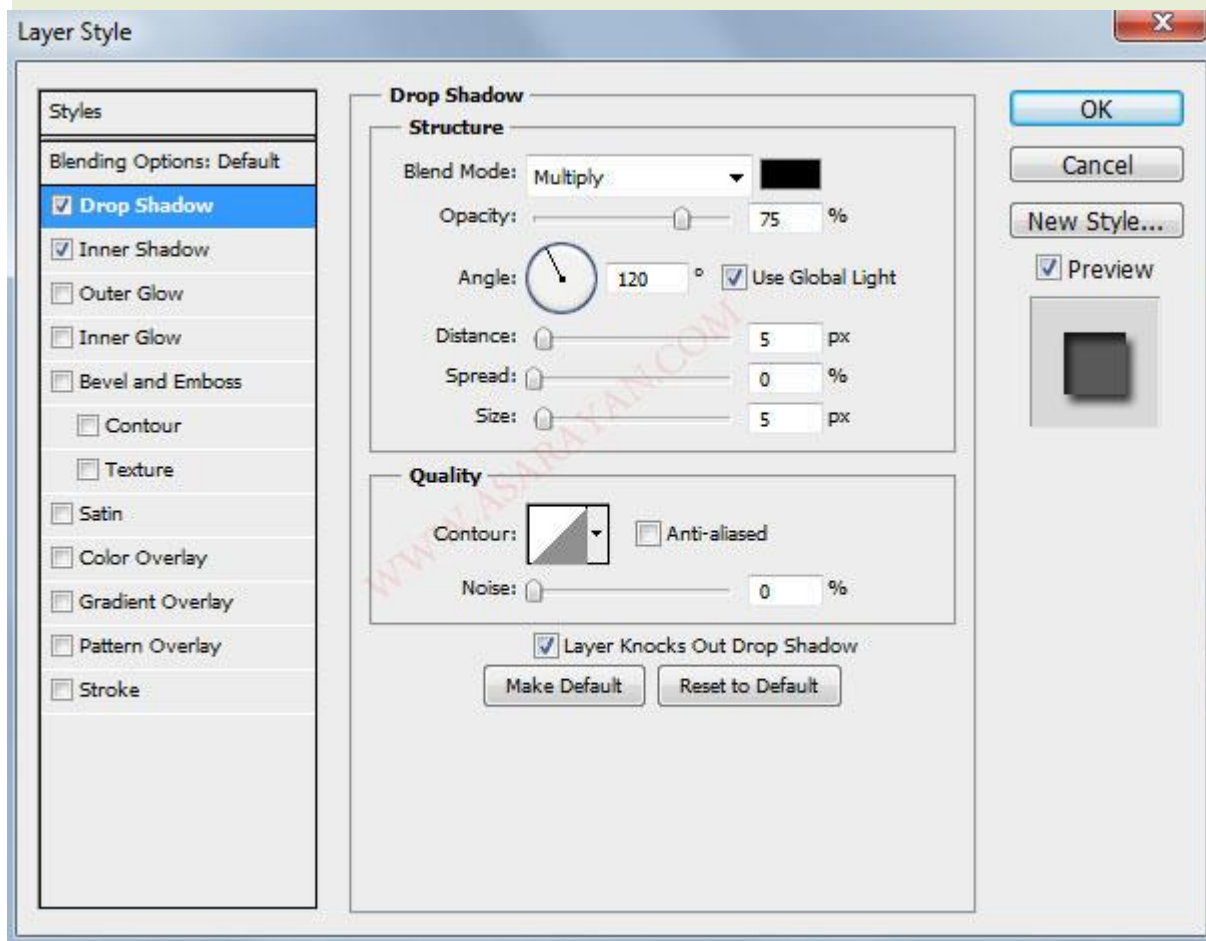 Layer Style
Styles
Blending Options: Default
Drop Shadow
Inner Shadow
Outer Glow
Inner Glow
Bevel and Emboss
Contour
Texture
Satin
Color Overlay
Gradient Overlay
Pattern Overlay
Stroke
Drop Shadow
Structure
Blend Mode: Multiply
Opacity: 75 %
Angle: 120 ° Use Global Light
Distance: 5 px
Spread: 0 %
Size: 5 px
Quality
Contour: Anti-aliased
Noise: 0 %
Layer Knocks Out Drop Shadow
Make Default Reset to Default
OK
Cancel
New Style...
Preview
WWW.ASARAYAN.COM